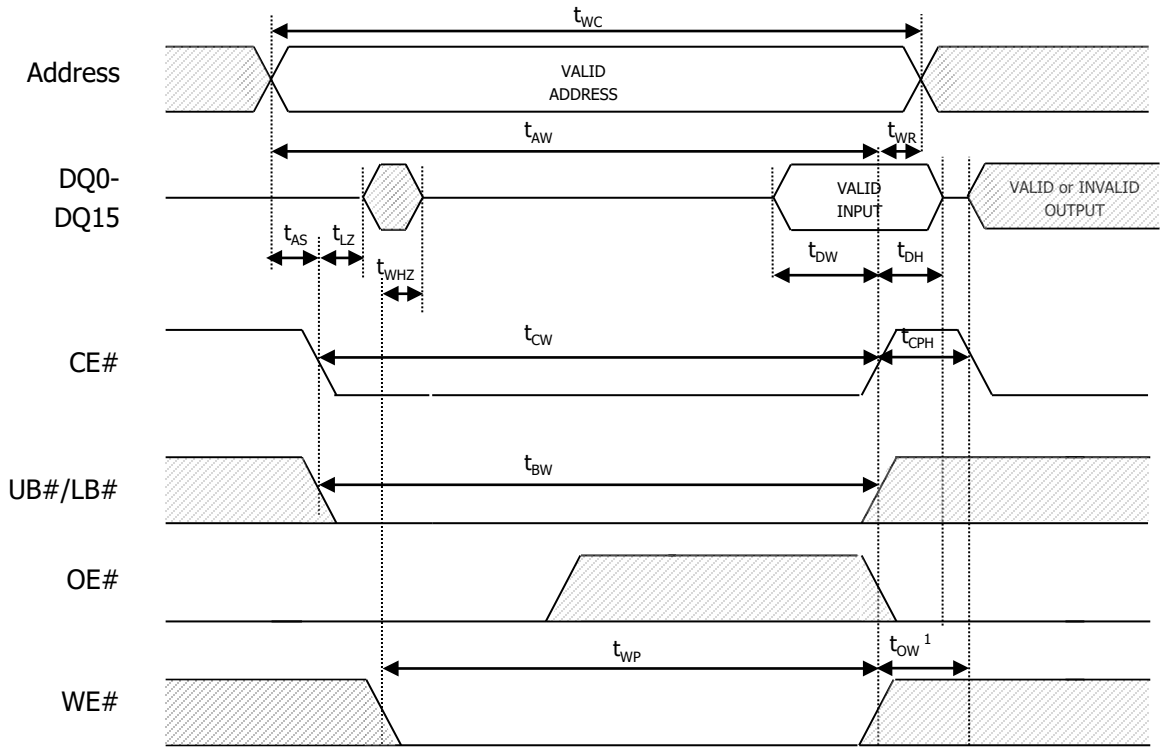 tWC
Address
VALID
ADDRESS
tAW
tWR
DQ0-
DQ15
VALID
INPUT
VALID or INVALID
OUTPUT
tAS
tLZ
tWHZ
tDW
tDH
CE#
tCW
tCPH
UB#/LB#
tBW
OE#
tWP
tOW 1
WE#